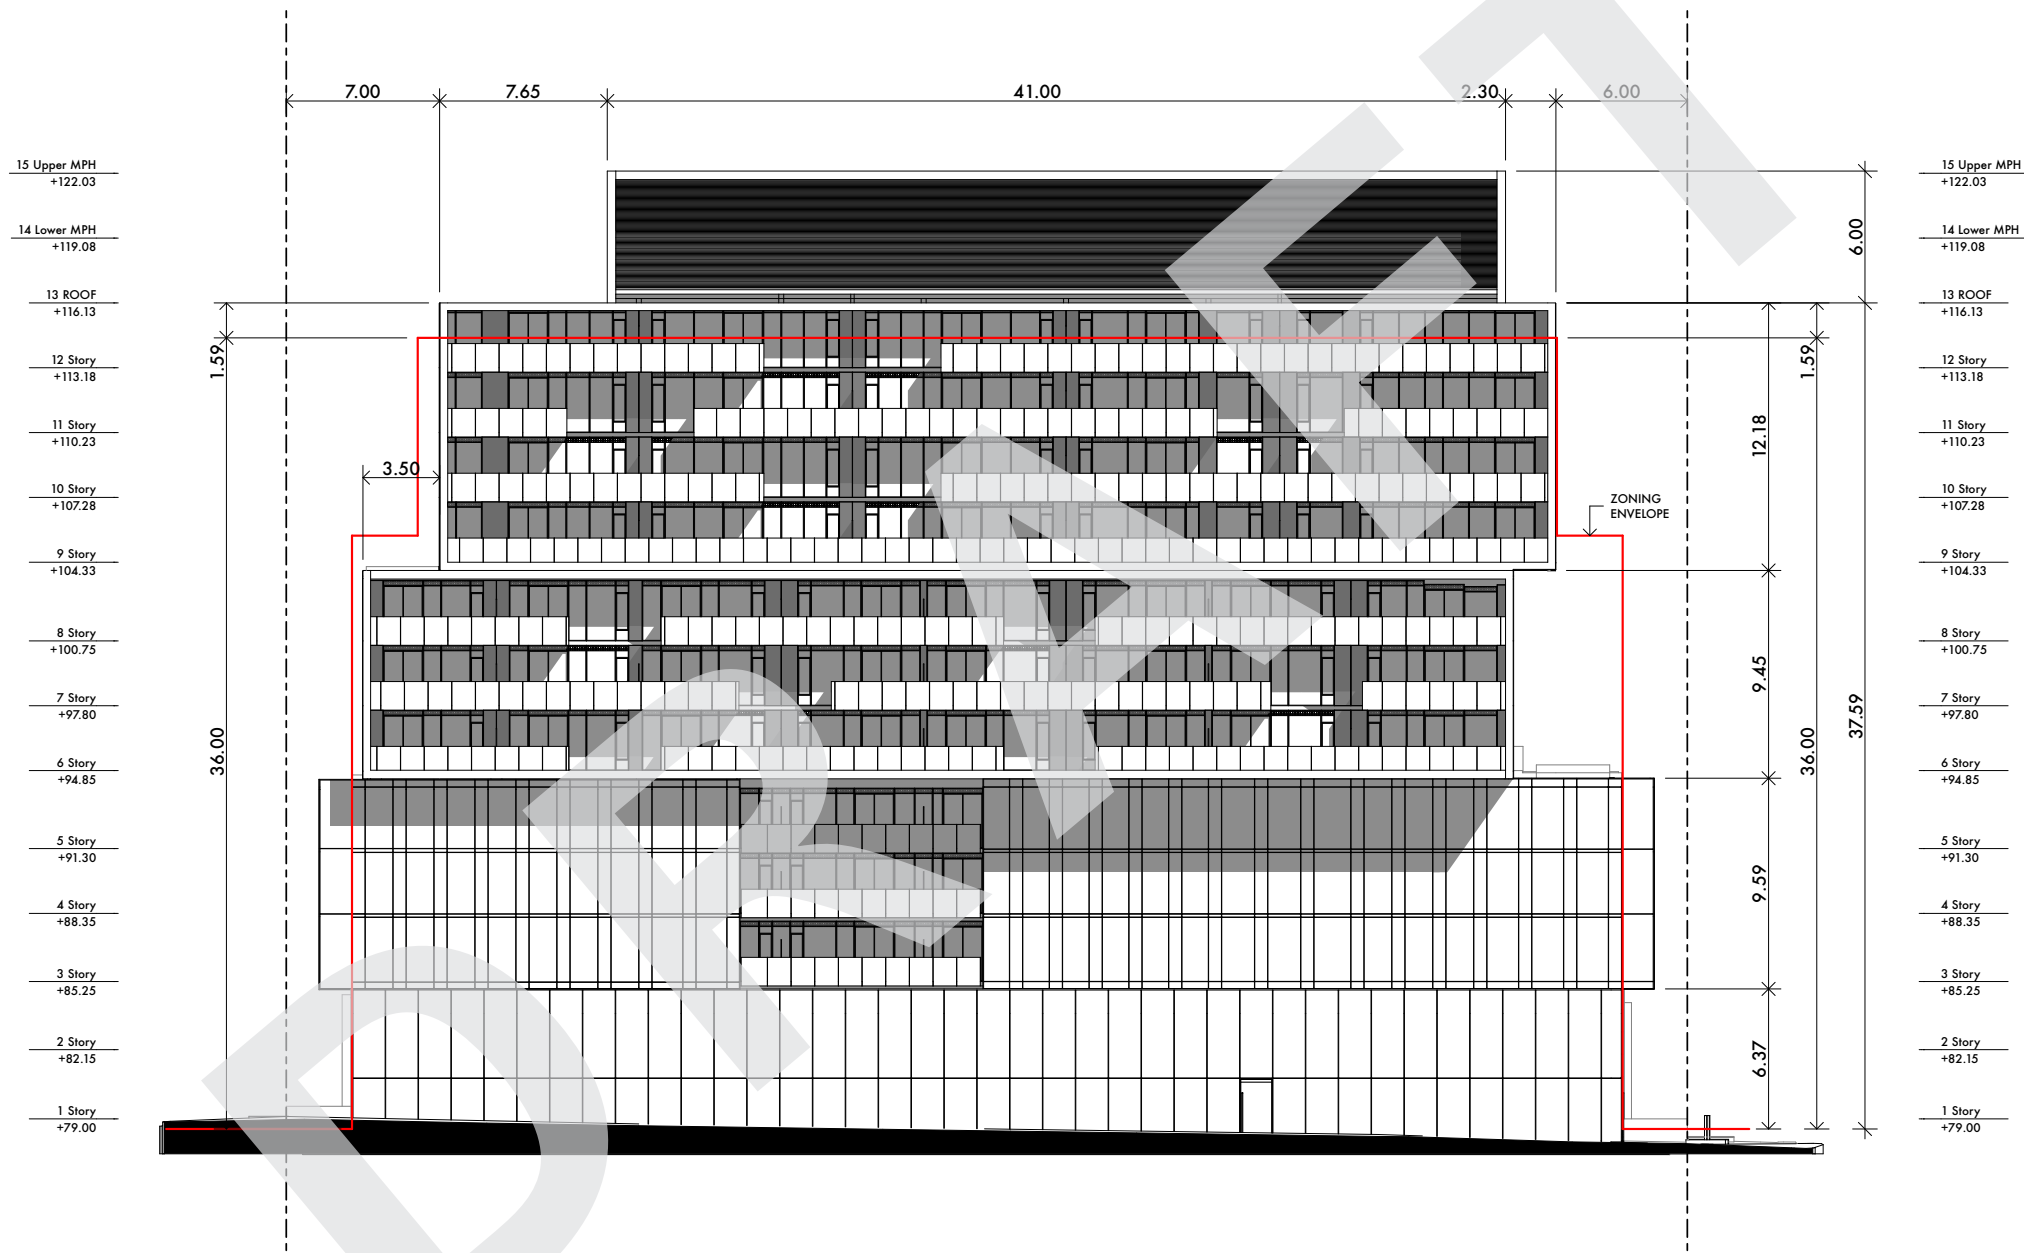 7.00 7.65 41.00 2.30 6.00
15 Upper MPH
+122.03
14 Lower MPH
+119.08
13 ROOF
+116.13
12 Story
+113.18
11 Story
+110.23
10 Story
+107.28
9 Story
+104.33
8 Story
+100.75
7 Story
+97.80
6 Story
+94.85
5 Story
+91.30
4 Story
+88.35
3 Story
+85.25
2 Story
+82.15
1 Story
+79.00
1.59
36.00
3.50
ZONING
ENVELOPE
DRAFT
12.18
9.45
9.59
6.37
1.59
36.00
6.00
37.59
15 Upper MPH
+122.03
14 Lower MPH
+119.08
13 ROOF
+116.13
12 Story
+113.18
11 Story
+110.23
10 Story
+107.28
9 Story
+104.33
8 Story
+100.75
7 Story
+97.80
6 Story
+94.85
5 Story
+91.30
4 Story
+88.35
3 Story
+85.25
2 Story
+82.15
1 Story
+79.00